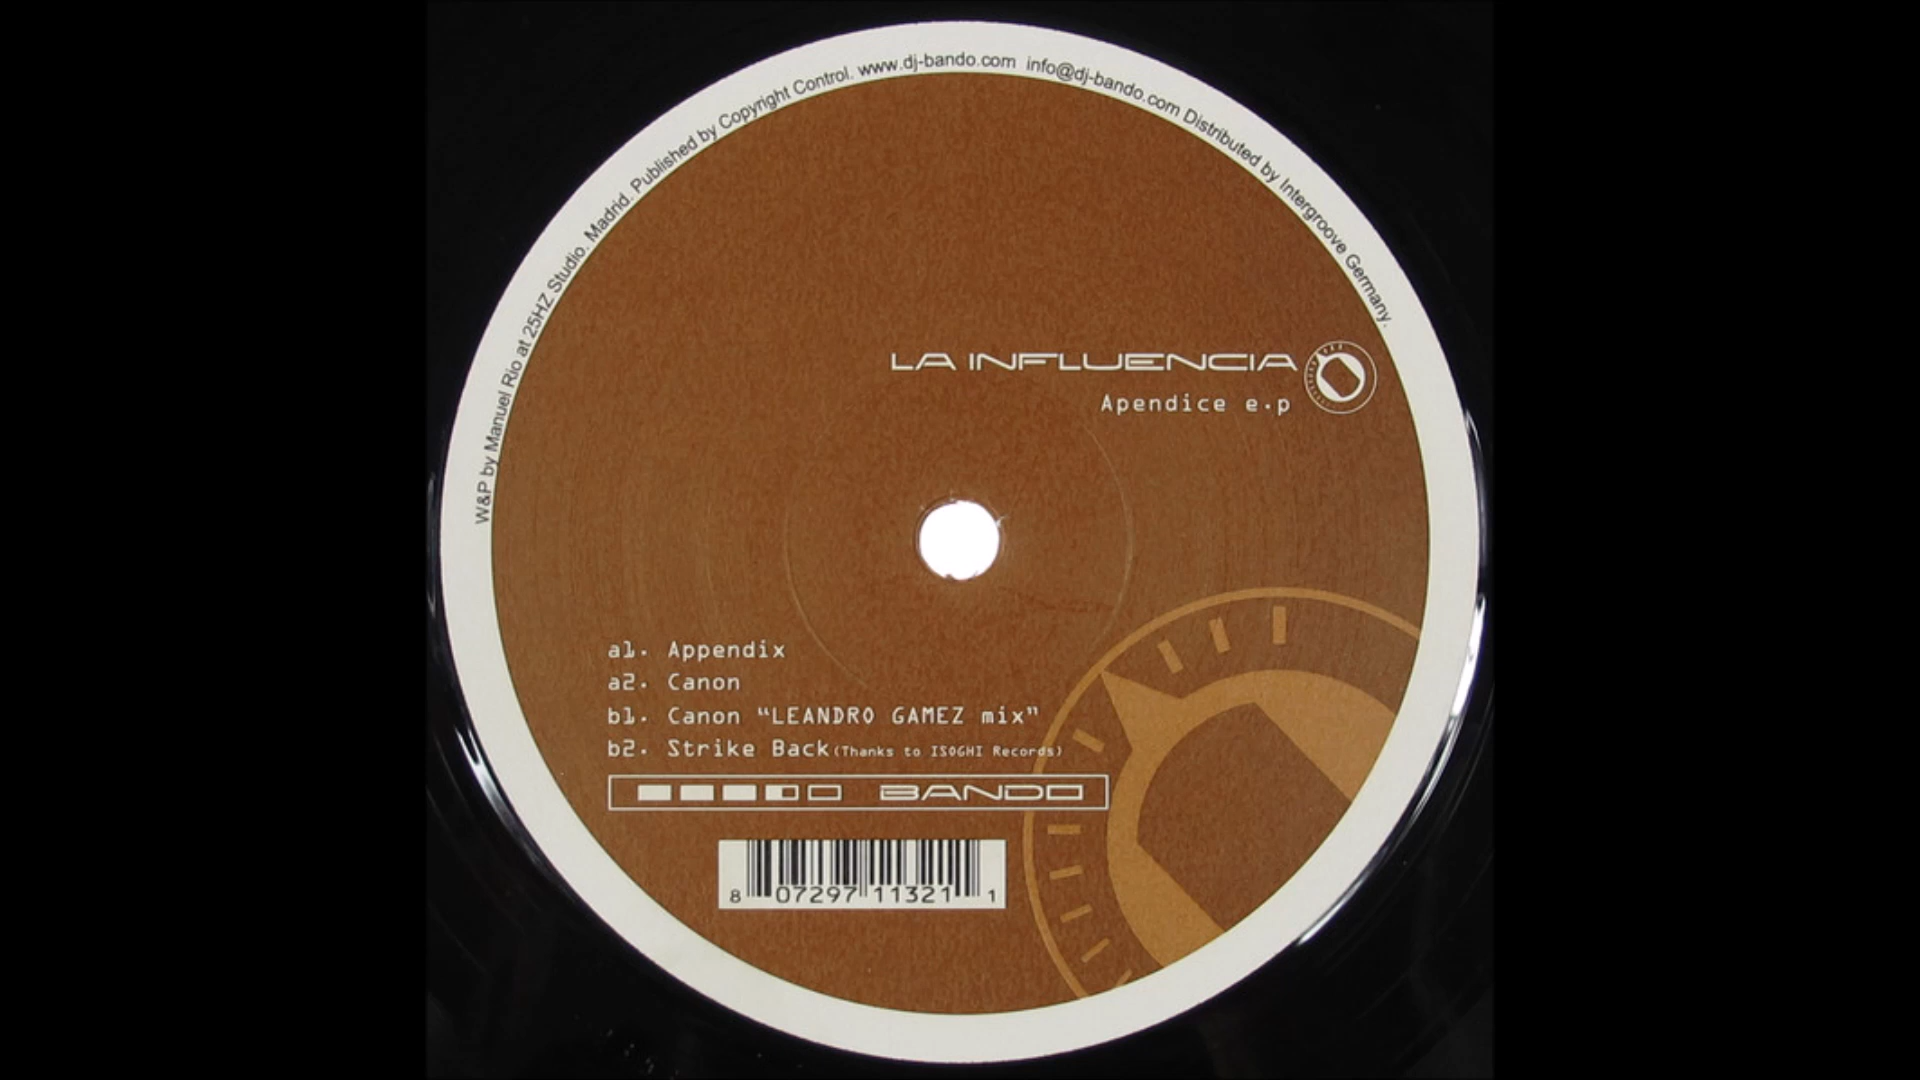 W&P by Manuel Rio at 25HZ Studio. Madrid. Published by Copyright Control. www.dj-bando.com info@dj-bando.com Distributed by Intergroove Germany.
LA INFLUENCIA
Apendice e.p
a1. Appendix
a2. Canon
b1. Canon “LEANDRO GAMEZ mix”
b2. Strike Back(Thanks to ISOGHI Records)
BANDO
8 07297 11321 1